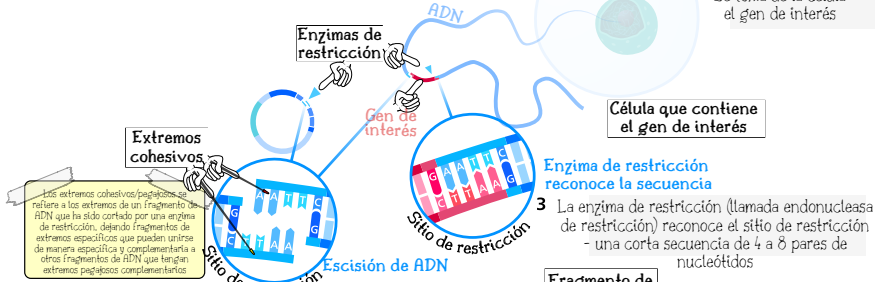 el gen de interés
ADN
Enzimas de
restricción
Gen de
interés
Célula que contiene
el gen de interés
Extremos
cohesivos
Los extremos cohesivos/pegajosos se
refiere a los extremos de un fragmento de
ADN que ha sido cortado por una enzima
de restricción, dejando fragmentos de
extremos específicos que pueden unirse
de manera específica y complementaria a
otros fragmentos de ADN que tengan
extremos pegajosos complementarios
A A T T C
G
G
C T T A A
Sitio de
Escisión de ADN
G A A T T C
C T T A A G
Sitio de restricción
Enzima de restricción
reconoce la secuencia
3 La enzima de restricción (llamada endonucleasa
de restricción) reconoce el sitio de restricción
- una corta secuencia de 4 a 8 pares de
nucleótidos
Fragmento de